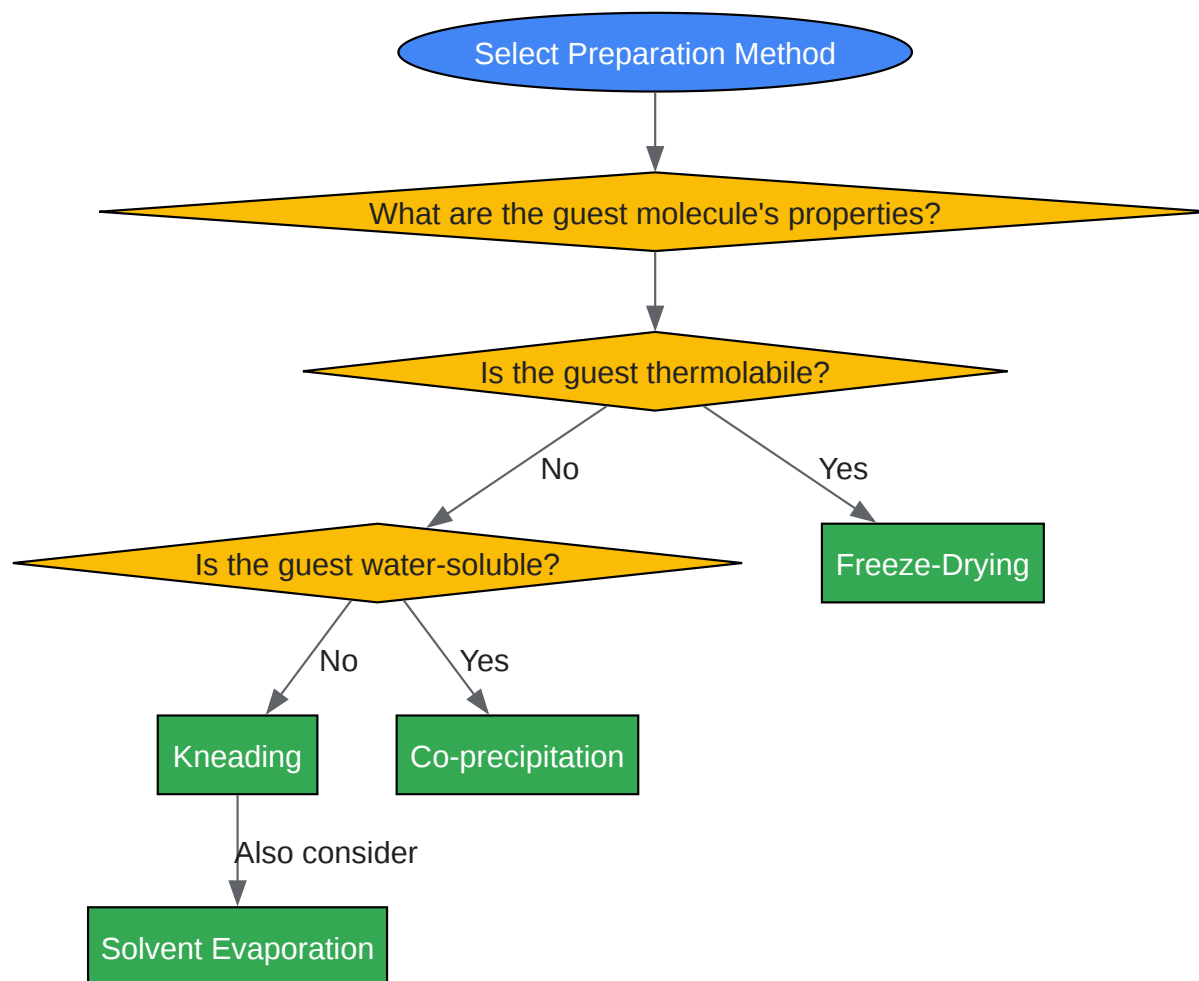 Select Preparation Method
What are the guest molecule's properties?
Is the guest thermolabile?
No
Yes
Is the guest water-soluble?
Freeze-Drying
No
Yes
Kneading
Co-precipitation
Also consider
Solvent Evaporation